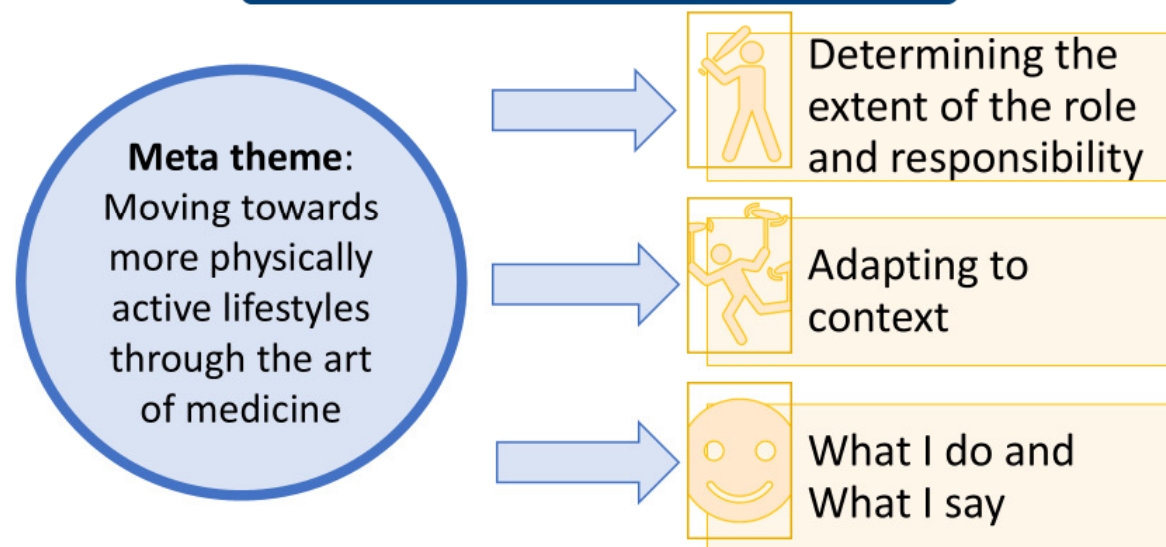 Meta theme:
Moving towards
more physically
active lifestyles
through the art
of medicine
Determining the
extent of the role
and responsibility
Adapting to
context
What I do and
What I say